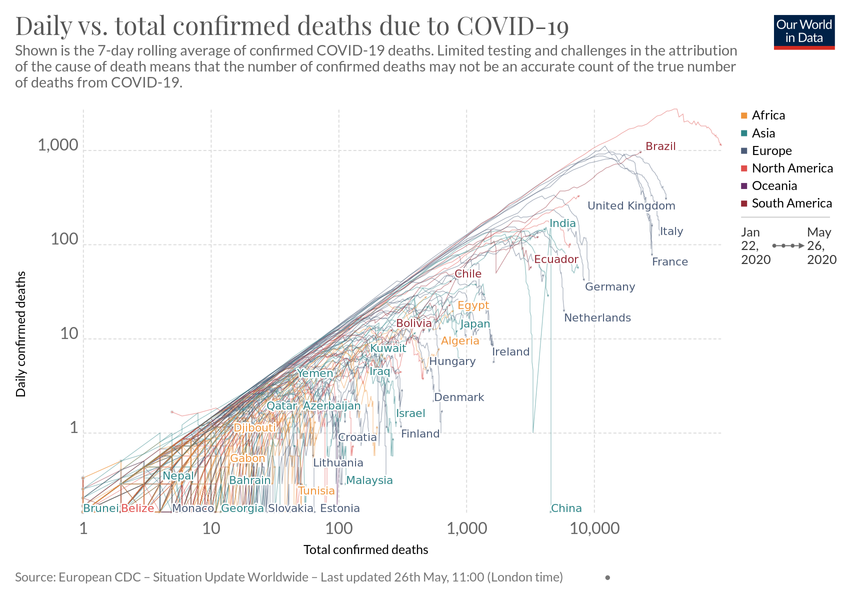 Daily vs. total confirmed deaths due to COVID-19
Our World
in Data
Shown is the 7-day rolling average of confirmed COVID-19 deaths. Limited testing and challenges in the attribution
of the cause of death means that the number of confirmed deaths may not be an accurate count of the true number
of deaths from COVID-19.
Africa
Asia
Europe
North America
Oceania
South America
Jan
22,
2020
May
26,
2020
Daily confirmed deaths
1,000
100
10
1
Brazil
United Kingdom
India
Italy
Ecuador
France
Chile
Germany
Egypt
Netherlands
Bolivia
Japan
Algeria
Kuwait
Ireland
Hungary
Yemen
Iraq
Denmark
Qatar
Azerbaijan
Israel
Djibouti
Croatia
Finland
Gabon
Lithuania
Nepal
Bahrain
Malaysia
Tunisia
Brunei
Belize
Monaco
Georgia
Slovakia
Estonia
China
1
10
100
1,000
10,000
Total confirmed deaths
Source: European CDC – Situation Update Worldwide – Last updated 26th May, 11:00 (London time)